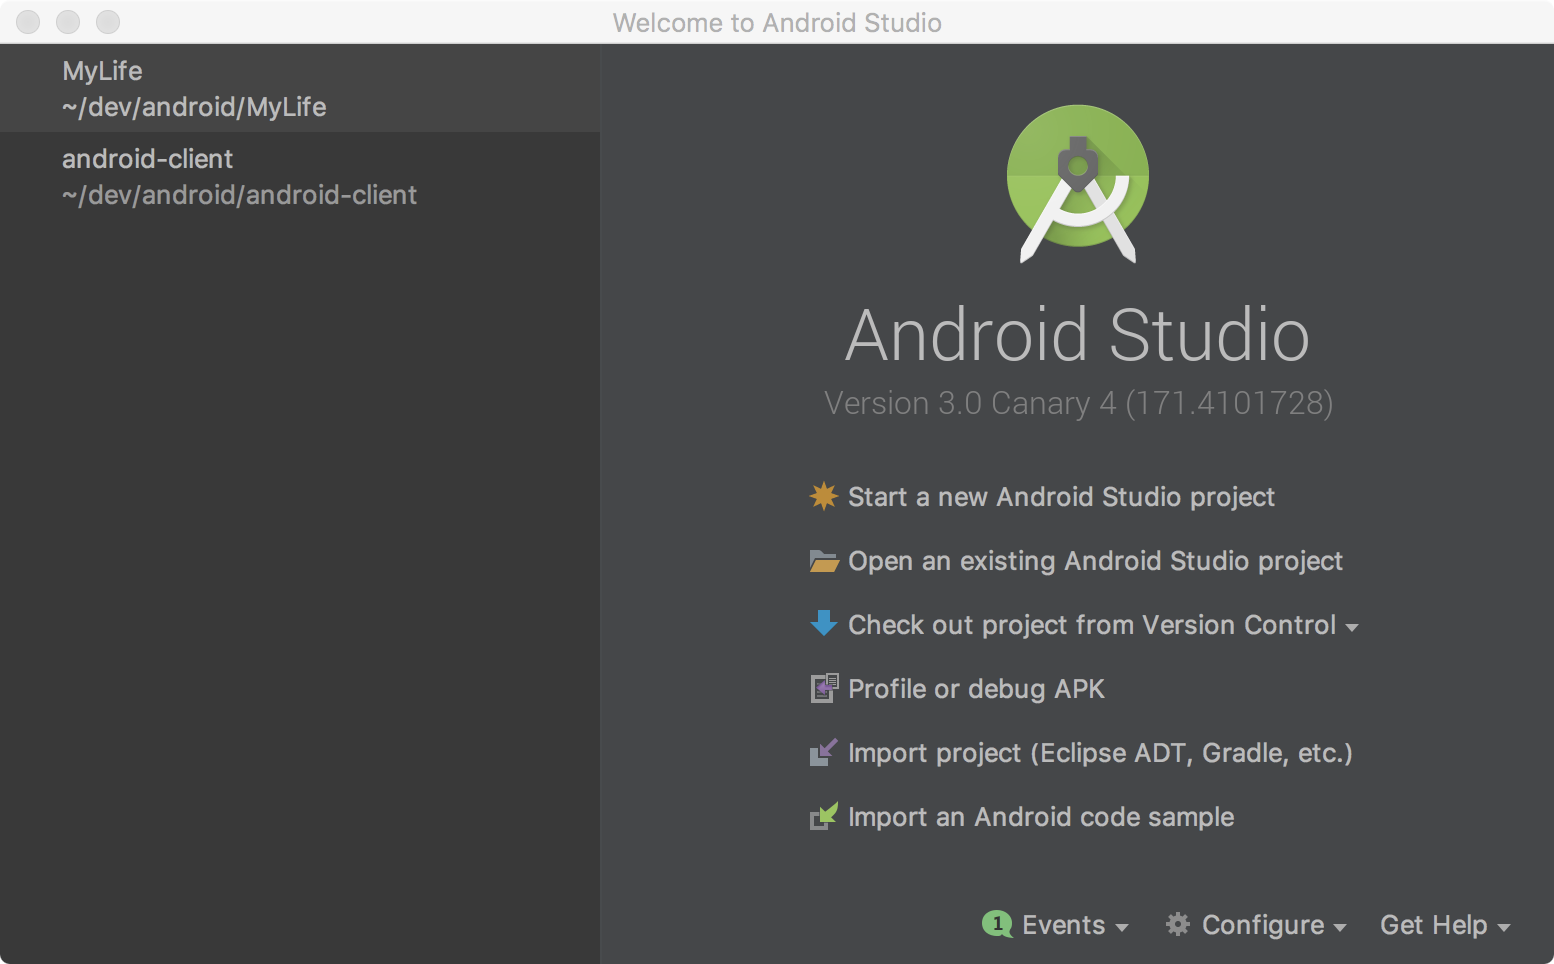 Welcome to Android Studio
MyLife
~/dev/android/MyLife
android-client
~/dev/android/android-client
Android Studio
Version 3.0 Canary 4 (171.4101728)
Start a new Android Studio project
Open an existing Android Studio project
Check out project from Version Control
Profile or debug APK
Import project (Eclipse ADT, Gradle, etc.)
Import an Android code sample
1 Events Configure Get Help